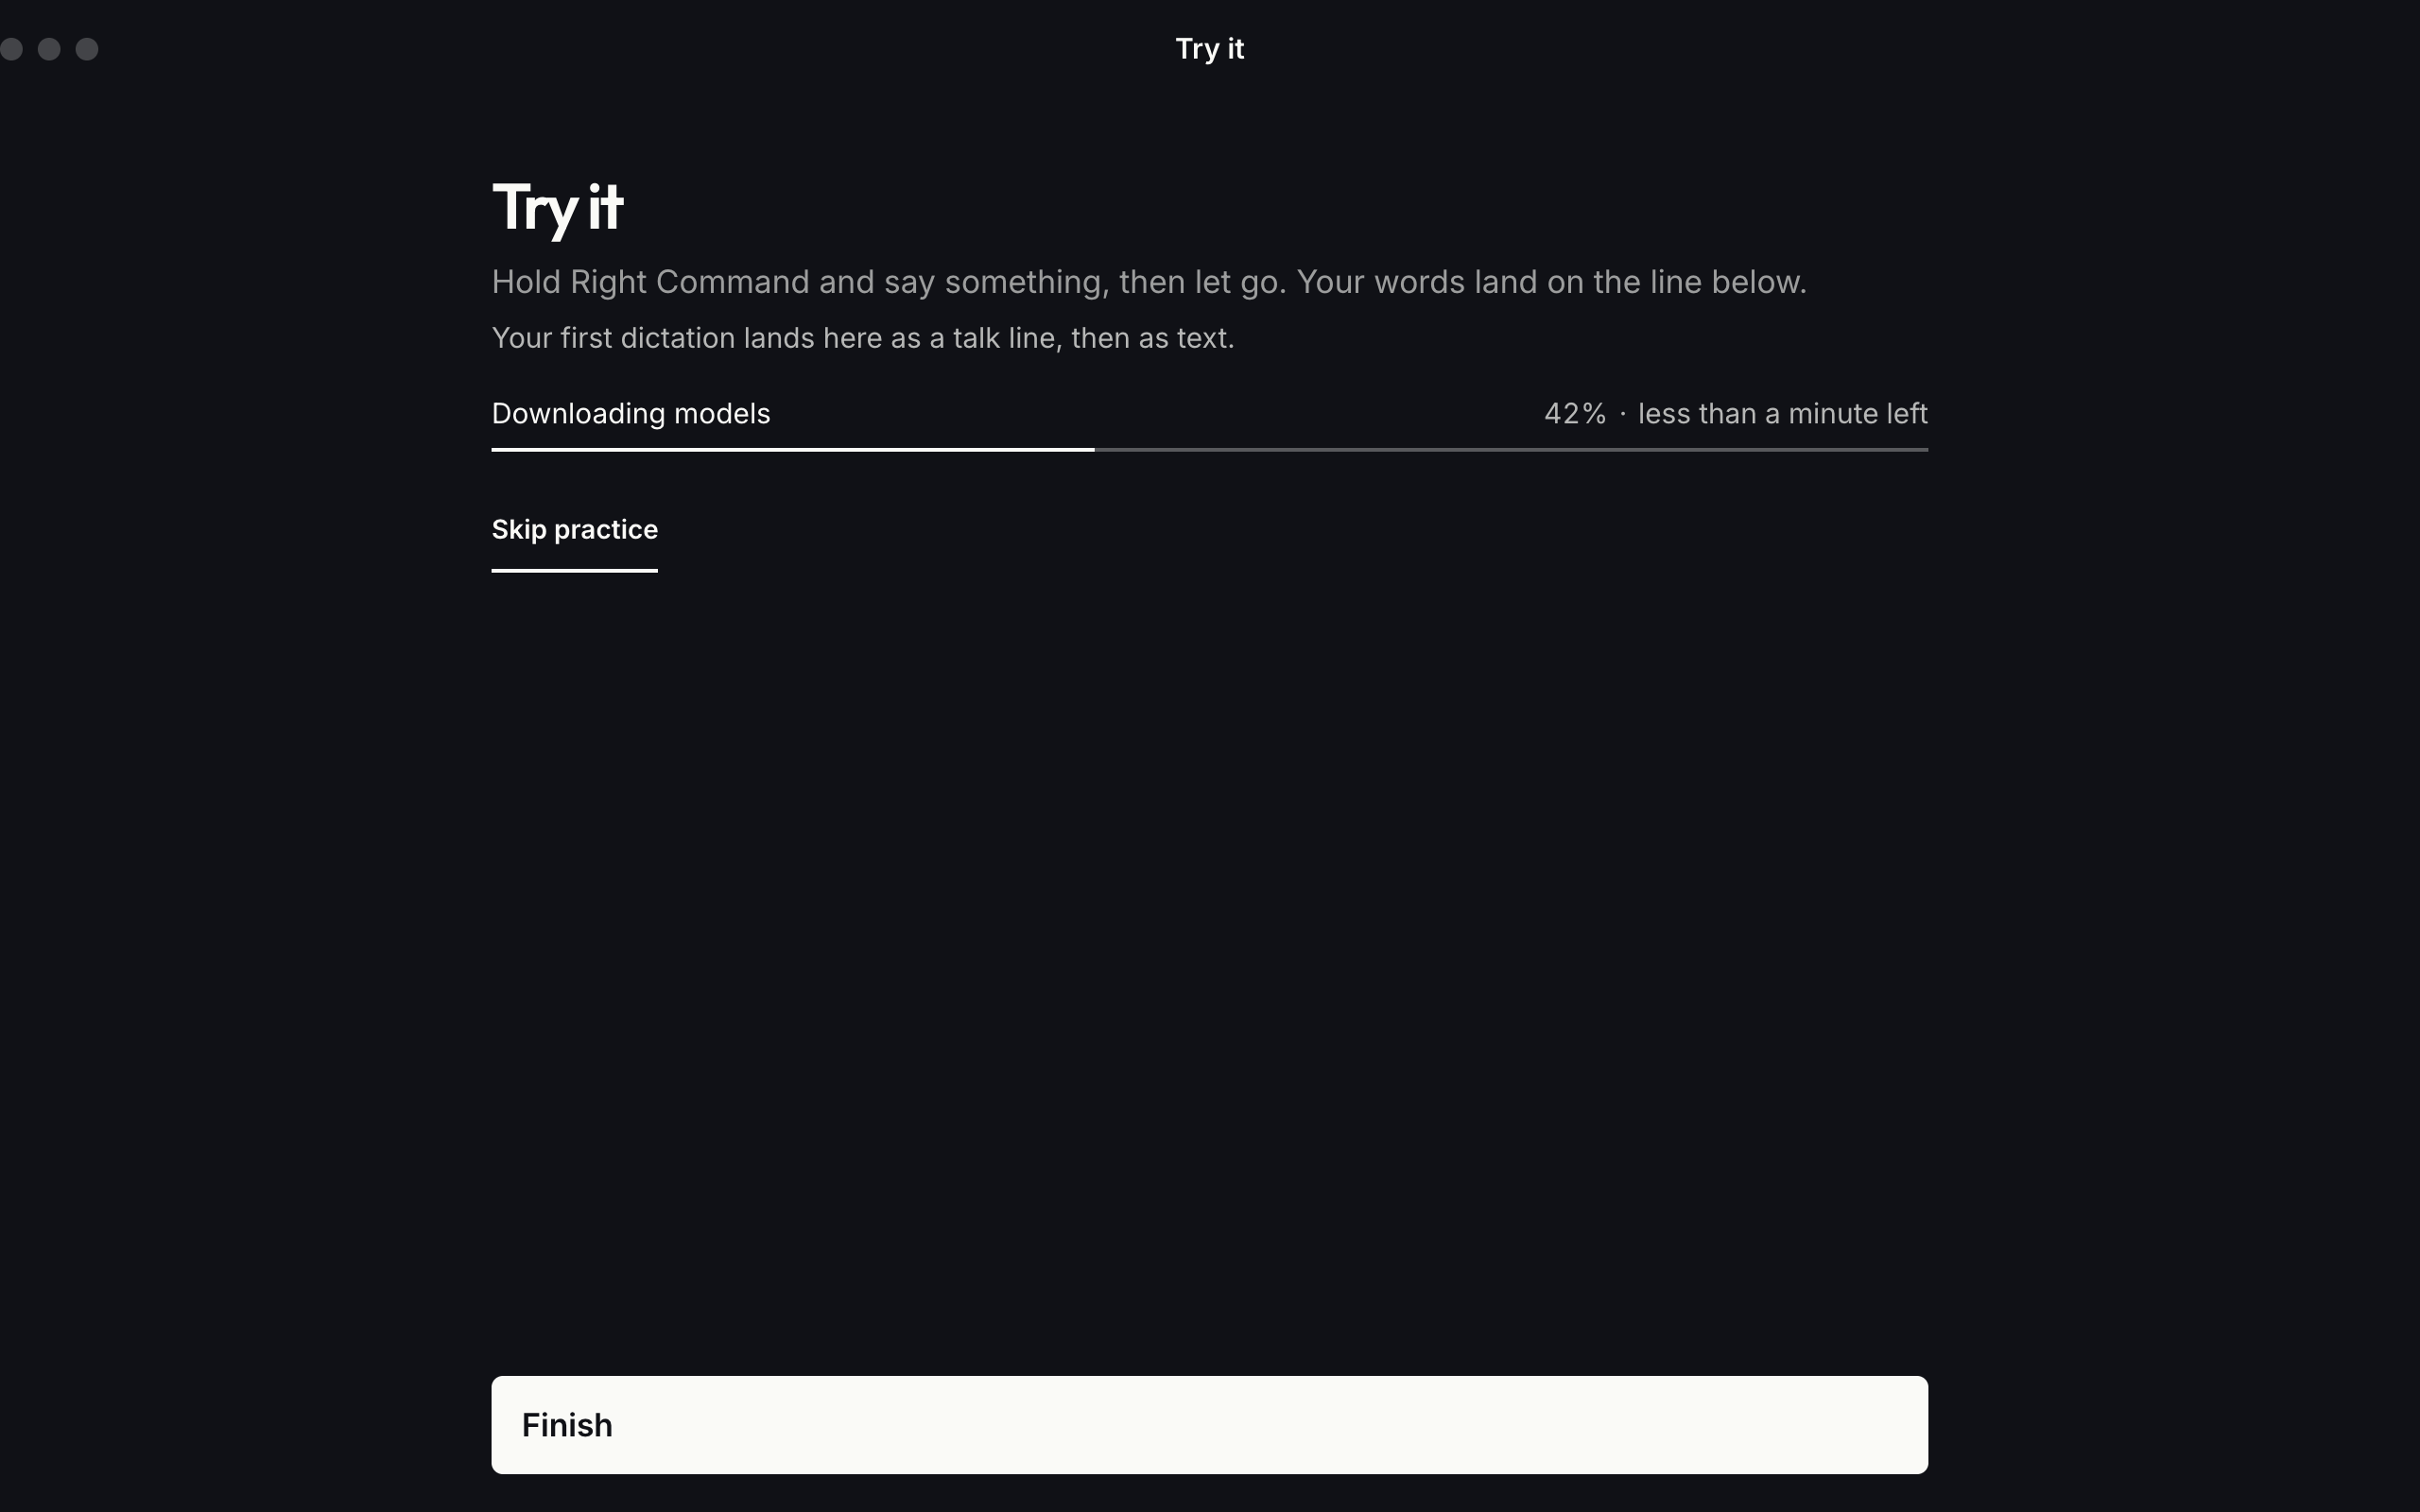 Try it
Try it
Hold Right Command and say something, then let go. Your words land on the line below.
Your first dictation lands here as a talk line, then as text.
Downloading models 42% · less than a minute left
Skip practice
Finish